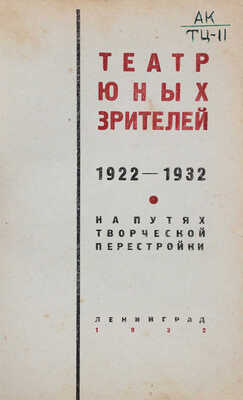 АК
ТЦ-11
ТЕАТР
ЮНЫХ
ЗРИТЕЛЕЙ
1922—1932
НА ПУТЯХ
ТВОРЧЕСКОЙ
ПЕРЕСТРОЙКИ
ЛЕНИНГРАД
1932